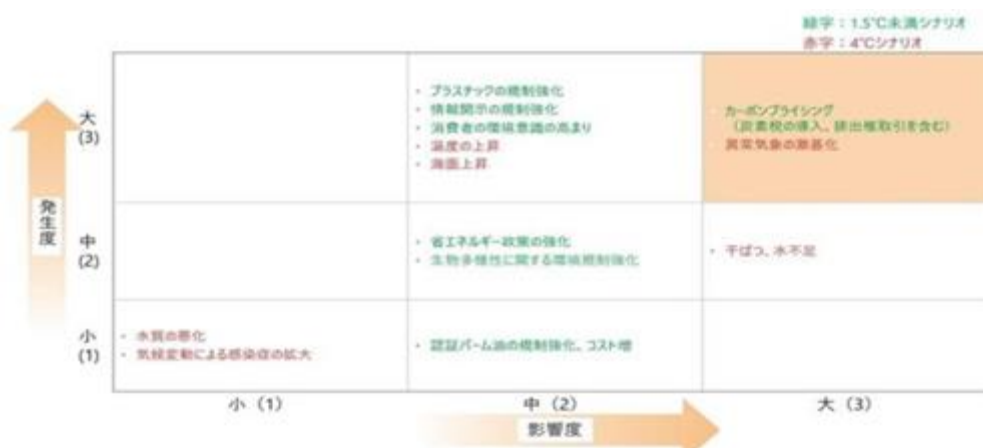 緑字：1.5℃未満シナリオ
赤字：4℃シナリオ
発生度
大
(3)
・ プラスチックの規制強化
・ 情報開示の規制強化
・ 消費者の環境意識の高まり
・ 温度の上昇
・ 海面上昇
・ カーボンプライシング
（炭素税の導入、排出権取引を含む）
・ 異常気象の激甚化
中
(2)
・ 省エネルギー政策の強化
・ 生物多様性に関する環境規制強化
・ 干ばつ、水不足
小
(1)
・ 水質の悪化
・ 気候変動による感染症の拡大
・ 認証パーム油の規制強化、コスト増
小（1）
中（2）
大（3）
影響度